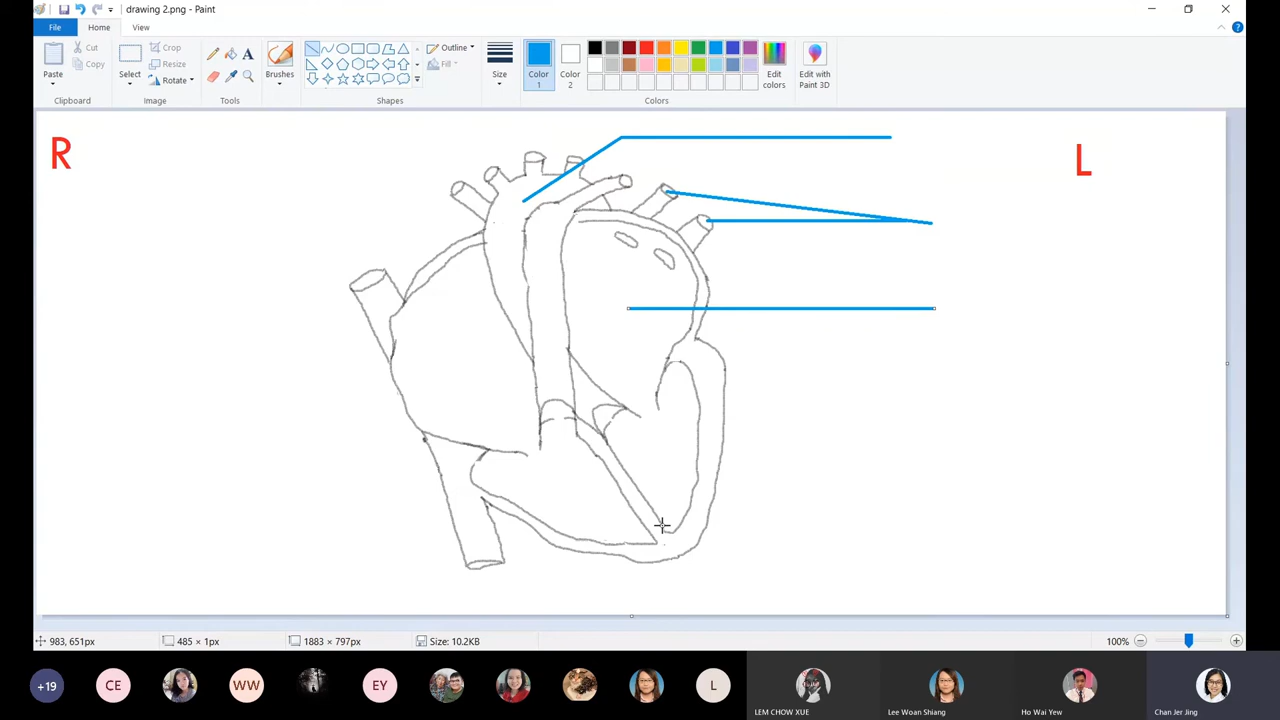 drawing 2.png - Paint
File
Home
View
Paste
Cut
Copy
Clipboard
Select
Crop
Resize
Rotate
Image
A
Tools
Brushes
Outline
Fill
Shapes
Size
Color
1
Color
2
Edit
colors
Colors
Edit with
Paint 3D
R
L
983, 651px
485 × 1px
1883 × 797px
Size: 10.2KB
100%
+19
CE
WW
EY
L
LEM CHOW XUE
Lee Woan Shiang
Ho Wai Yew
Chan Jer Jing